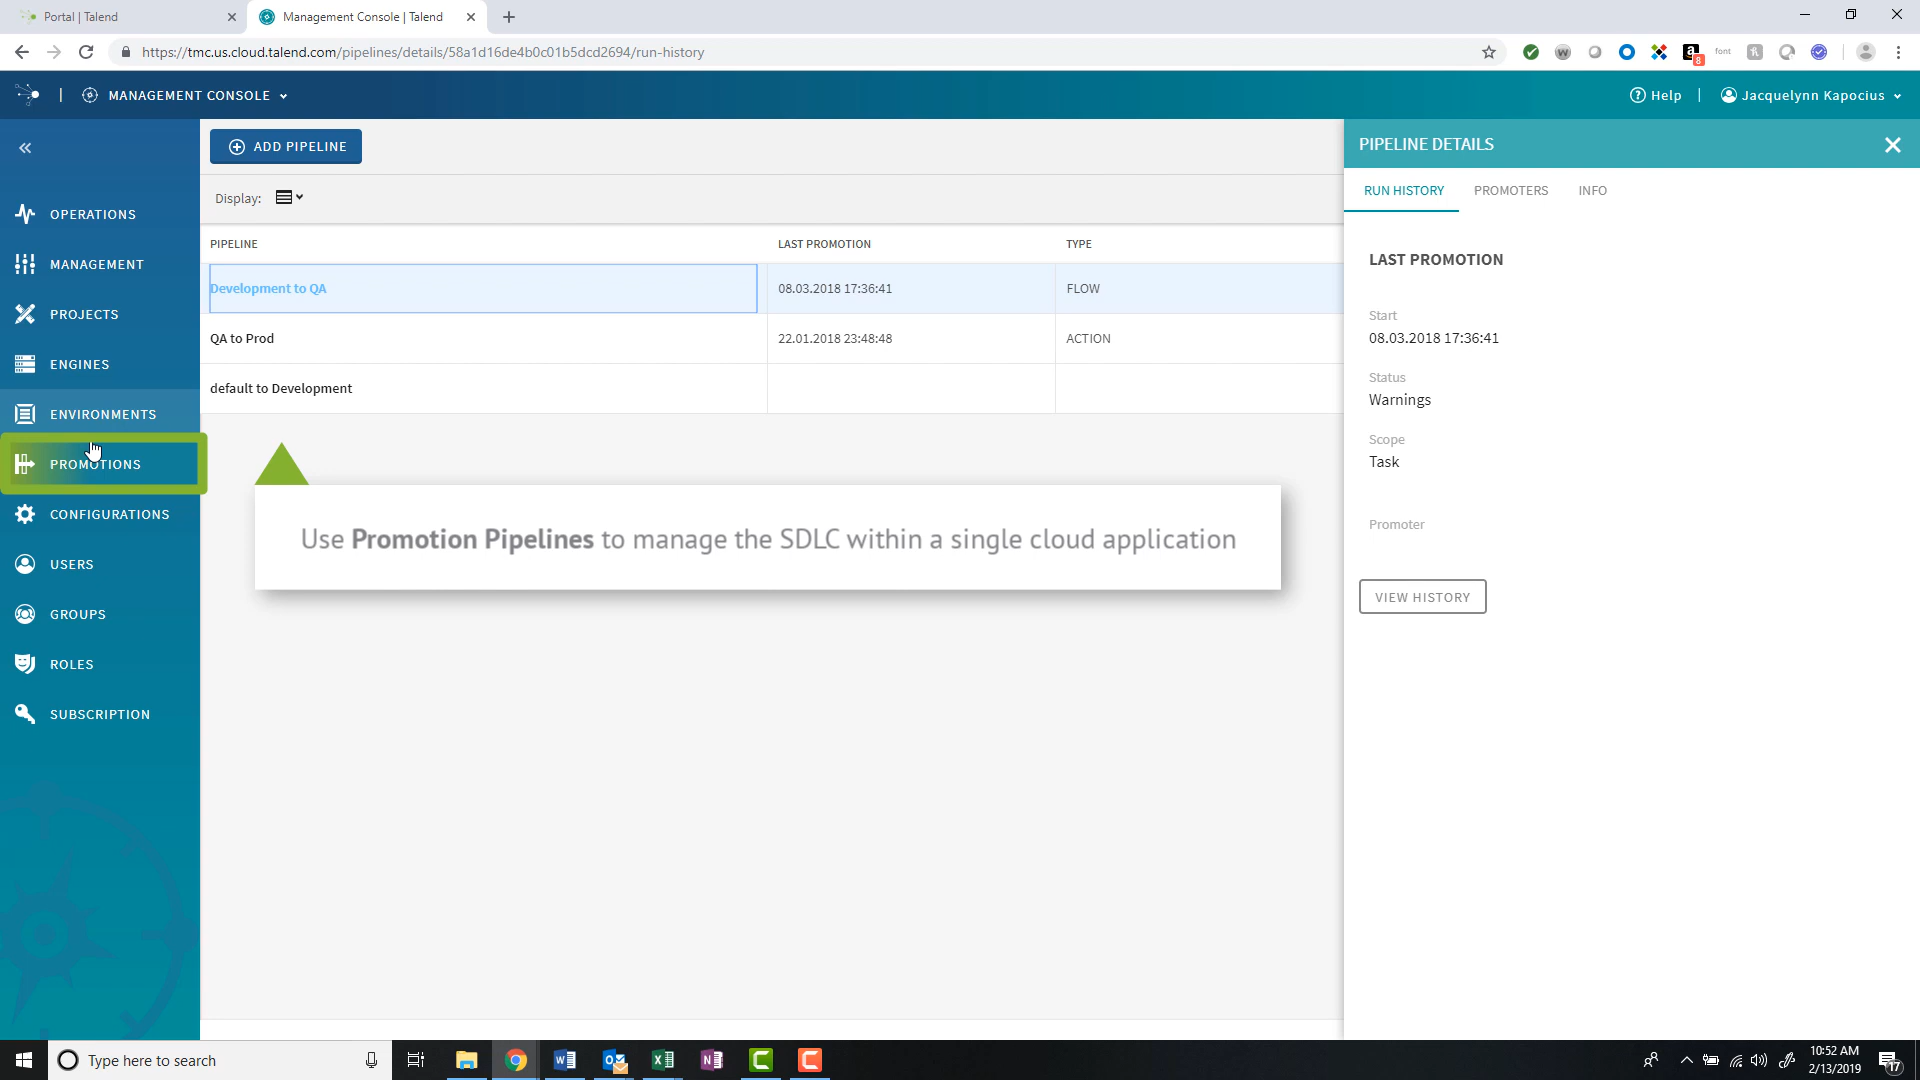 Portal | Talend
Management Console | Talend
https://tmc.us.cloud.talend.com/pipelines/details/58a1d16de4b0c01b5dcd2694/run-history
font
8
MANAGEMENT CONSOLE
Help
Jacquelynn Kapocius
ADD PIPELINE
PIPELINE DETAILS
RUN HISTORY
PROMOTERS
INFO
Display:
OPERATIONS
MANAGEMENT
PROJECTS
ENGINES
ENVIRONMENTS
PROMOTIONS
CONFIGURATIONS
USERS
GROUPS
ROLES
SUBSCRIPTION
PIPELINE LAST PROMOTION TYPE
Development to QA 08.03.2018 17:36:41 FLOW
QA to Prod 22.01.2018 23:48:48 ACTION
default to Development
Use Promotion Pipelines to manage the SDLC within a single cloud application
LAST PROMOTION
Start
08.03.2018 17:36:41
Status
Warnings
Scope
Task
Promoter
VIEW HISTORY
Type here to search
10:52 AM
2/13/2019
17